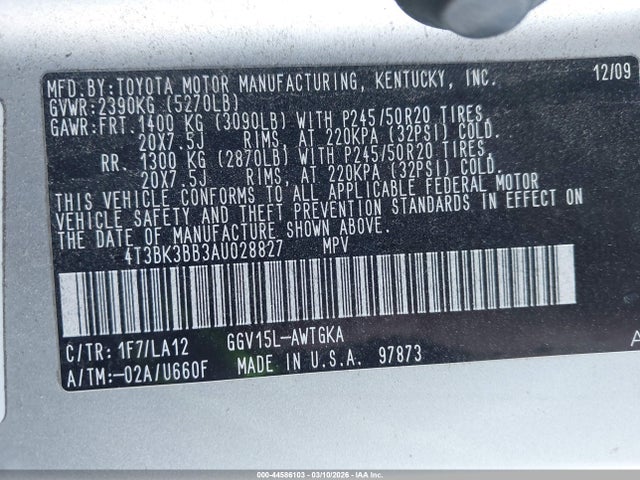 MFD.BY:TOYOTA MOTOR MANUFACTURING, KENTUCKY, INC. 12/09
GVWR:2390KG (5270LB)
GAWR:FRT. 1400 KG (3090LB) WITH P245/50R20 TIRES,
20X7.5J RIMS, AT 220KPA (32PSI) COLD.
RR. 1300 KG (2870LB) WITH P245/50R20 TIRES,
20X7.5J RIMS, AT 220KPA (32PSI) COLD.
THIS VEHICLE CONFORMS TO ALL APPLICABLE FEDERAL MOTOR
VEHICLE SAFETY AND THEFT PREVENTION STANDARDS IN EFFECT ON
THE DATE OF MANUFACTURE SHOWN ABOVE.
4T3BK3BB3AU028827 MPV
C/TR: 1F7/LA12 GGV15L-AWTGKA
A/TM:-02A/U660F MADE IN U.S.A. 97873 A
000-44586103 - 03/10/2026 - IAAI.COM